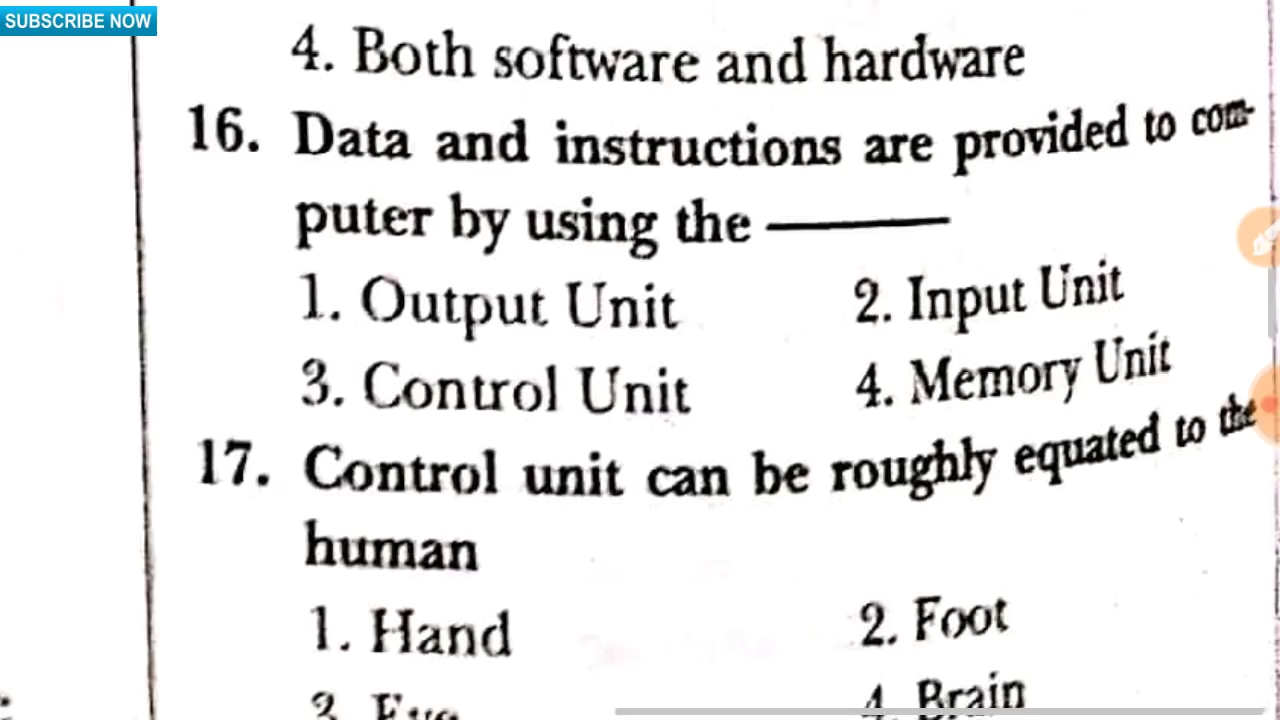 SUBSCRIBE NOW
4. Both software and hardware
16. Data and instructions are provided to com-
puter by using the ———
1. Output Unit 2. Input Unit
3. Control Unit 4. Memory Unit
17. Control unit can be roughly equated to the
human
1. Hand 2. Foot
3. Eye 4. Brain